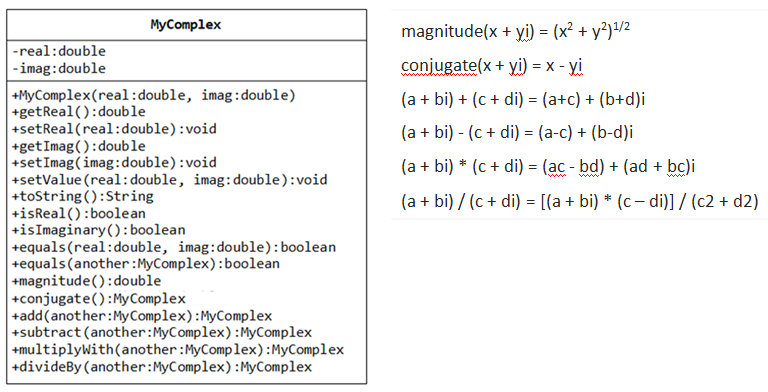 MyComplex
-real:double
-imag:double
+MyComplex(real:double, imag:double)
+getReal():double
+setReal(real:double):void
+getImag():double
+setImag(imag:double):void
+setValue(real:double, imag:double):void
+toString():String
+isReal():boolean
+isImaginary():boolean
+equals(real:double, imag:double):boolean
+equals(another:MyComplex):boolean
+magnitude():double
+conjugate():MyComplex
+add(another:MyComplex):MyComplex
+subtract(another:MyComplex):MyComplex
+multiplyWith(another:MyComplex):MyComplex
+divideBy(another:MyComplex):MyComplex
magnitude(x + yi) = (x² + y²)¹/²
conjugate(x + yi) = x - yi
(a + bi) + (c + di) = (a+c) + (b+d)i
(a + bi) - (c + di) = (a-c) + (b-d)i
(a + bi) * (c + di) = (ac - bd) + (ad + bc)i
(a + bi) / (c + di) = [(a + bi) * (c – di)] / (c2 + d2)